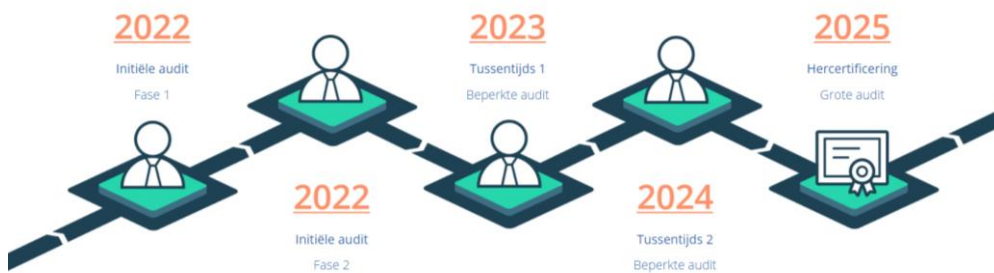 2022
Initiële audit
Fase 1
2022
Initiële audit
Fase 2
2023
Tussentijds 1
Beperkte audit
2024
Tussentijds 2
Beperkte audit
2025
Hercertificering
Grote audit